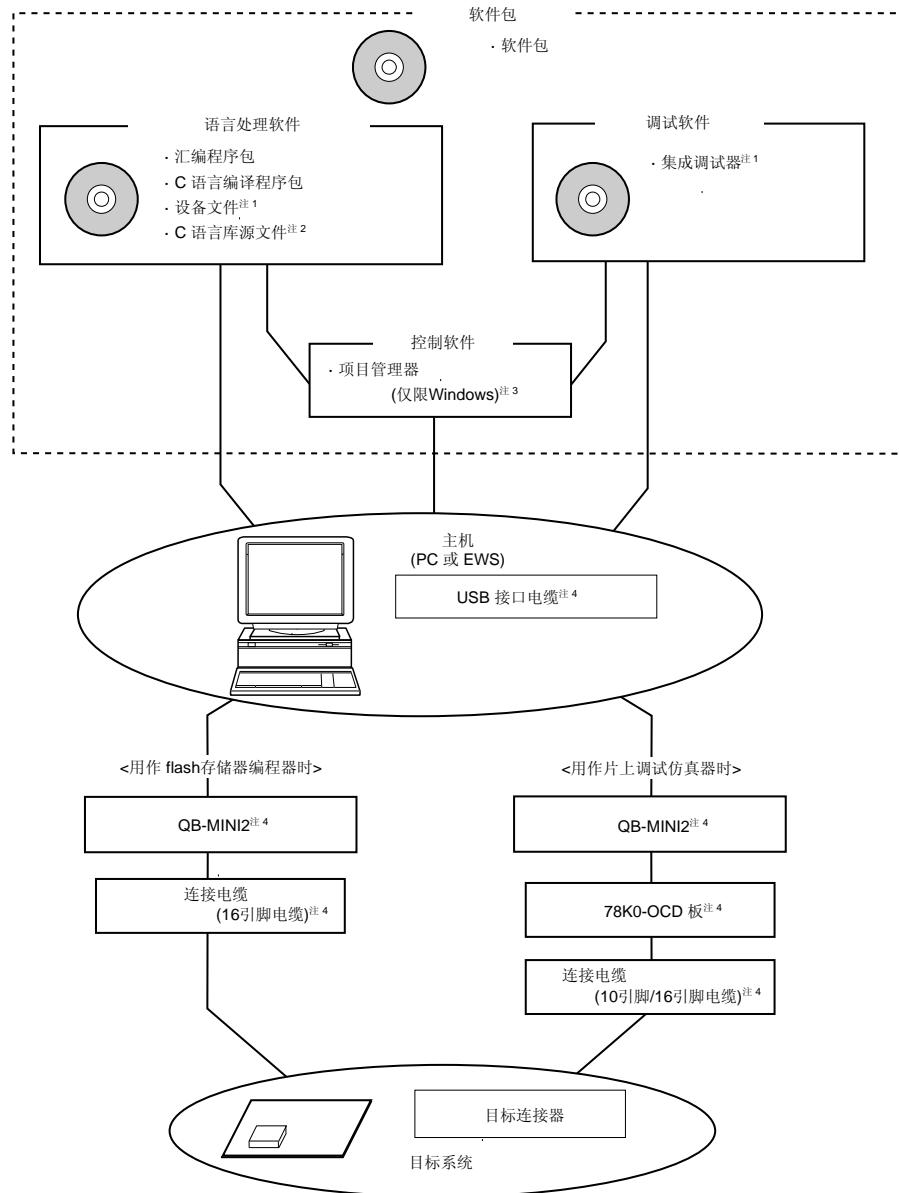 软件包
· 软件包
语言处理软件
· 汇编程序包
· C 语言编译程序包
· 设备文件注 1
· C 语言库源文件注 2
调试软件
· 集成调试器注 1
控制软件
· 项目管理器
(仅限Windows)注 3
主机
(PC 或 EWS)
USB 接口电缆注 4
<用作 flash存储器编程器时>
QB-MINI2注 4
连接电缆
(16引脚电缆)注 4
<用作片上调试仿真器时>
QB-MINI2注 4
78K0-OCD 板注 4
连接电缆
(10引脚/16引脚电缆)注 4
目标连接器
目标系统